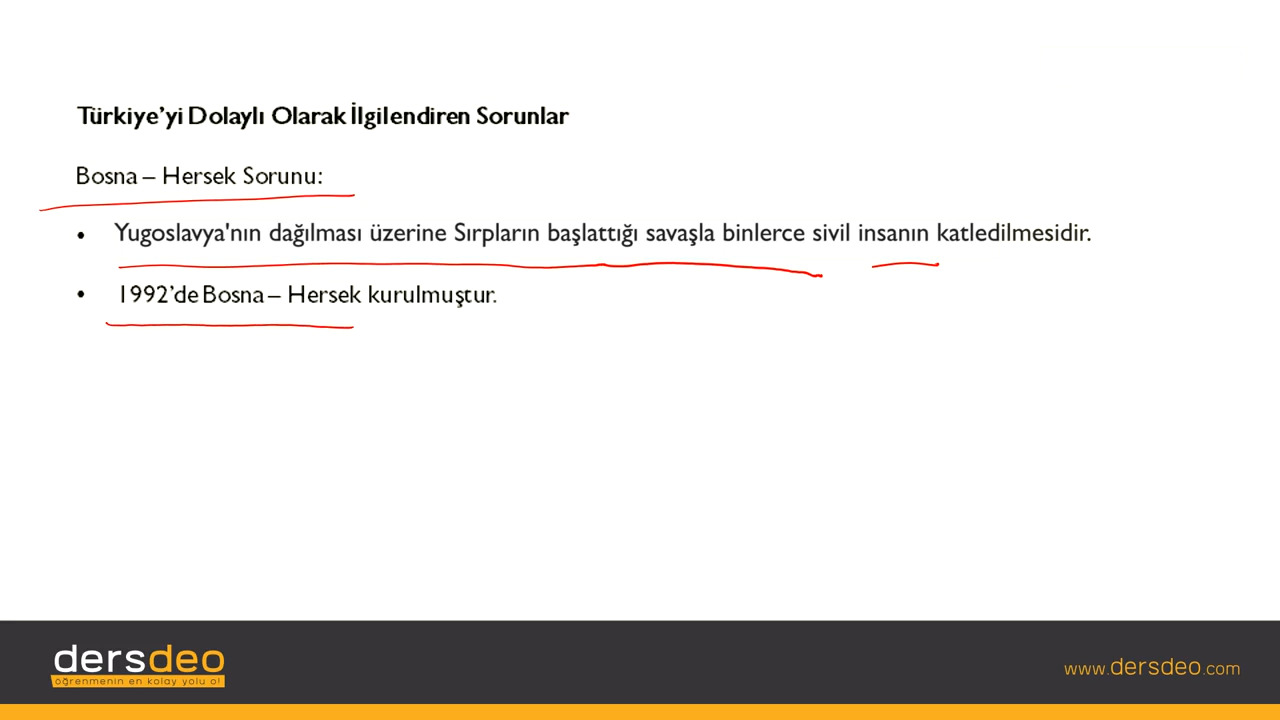 Türkiye’yi Dolaylı Olarak İlgilendiren Sorunlar
Bosna – Hersek Sorunu:
• Yugoslavya'nın dağılması üzerine Sırpların başlattığı savaşla binlerce sivil insanın katledilmesidir.
• 1992’de Bosna – Hersek kurulmuştur.
dersdeo
öğrenmenin en kolay yolu o!
www.dersdeo.com